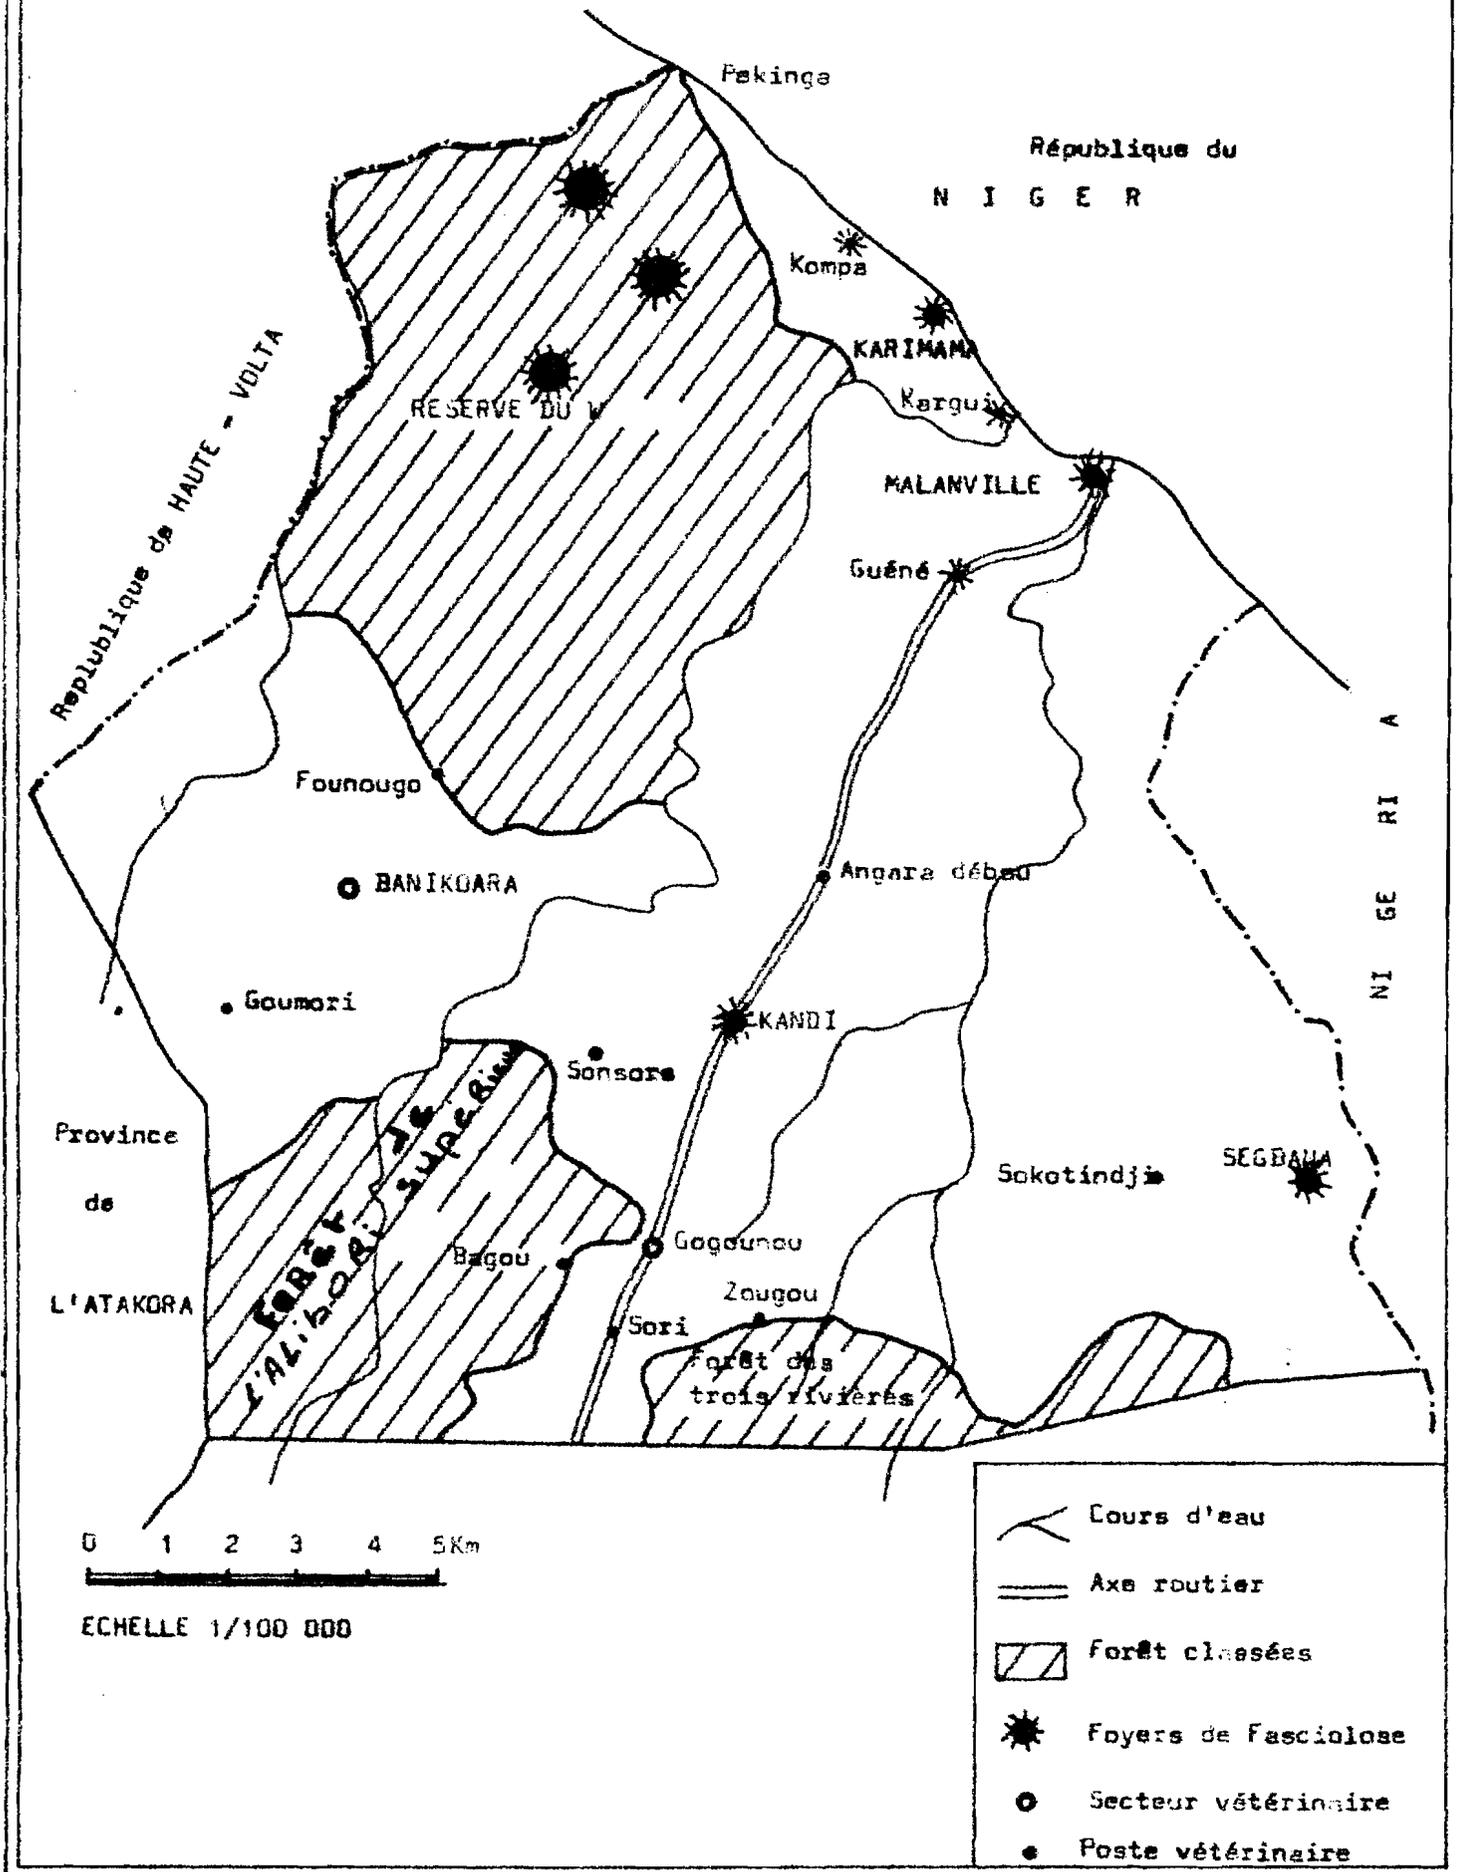 Pekinga
République du
N I G E R
Kompa
KARIMAMA
Kargui
RESERVE DU W
MALANVILLE
Replublique de HAUTE - VOLTA
Guéné
NI GE RI A
Founougo
Angara débou
BANIKOARA
Goumori
KANDI
Sonsore
Province
de
L'ATAKORA
Forêt de
L'Alibori Superieur
Sokotindji
SEGBANA
Bagou
Gogounou
Zougou
Sori
Forêt des
trois rivières
0 1 2 3 4 5Km
ECHELLE 1/100 000
Cours d'eau
Axe routier
Forêt classées
Foyers de Fasciolose
Secteur vétérinaire
Poste vétérinaire